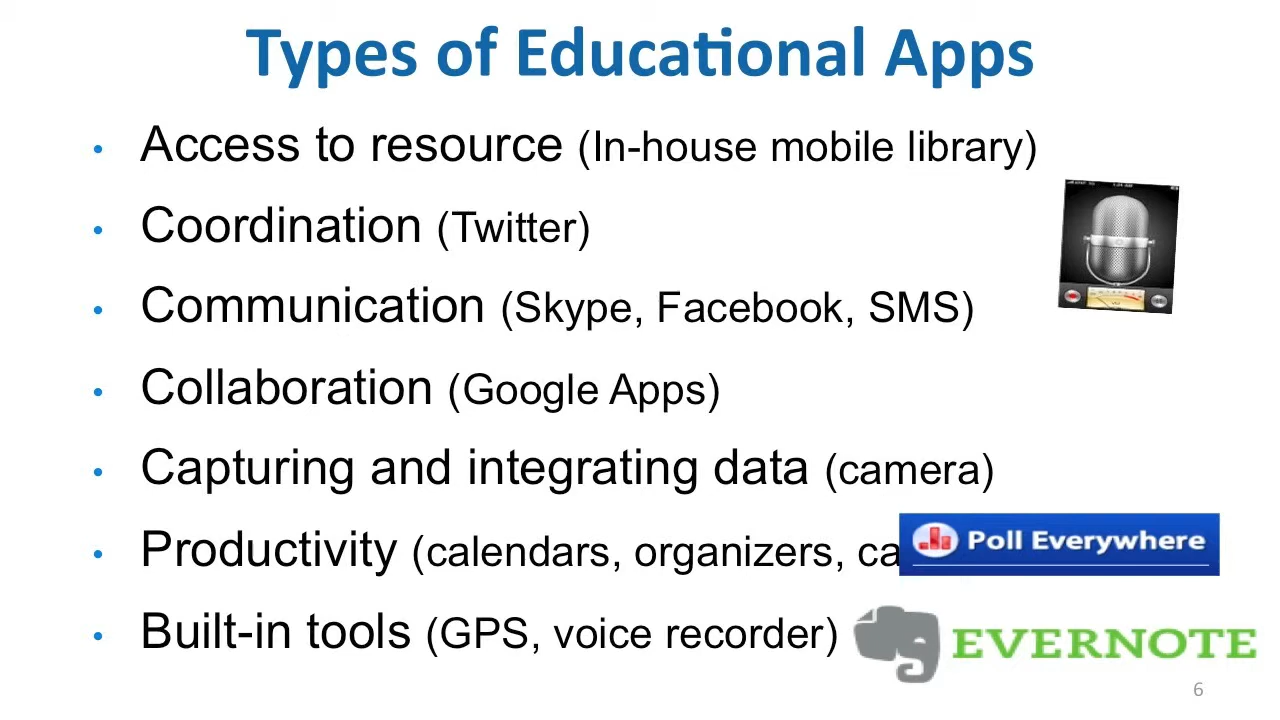 Types of Educational Apps
• Access to resource (In-house mobile library)
• Coordination (Twitter)
• Communication (Skype, Facebook, SMS)
• Collaboration (Google Apps)
• Capturing and integrating data (camera)
• Productivity (calendars, organizers, ca
Poll Everywhere
• Built-in tools (GPS, voice recorder)
EVERNOTE
6